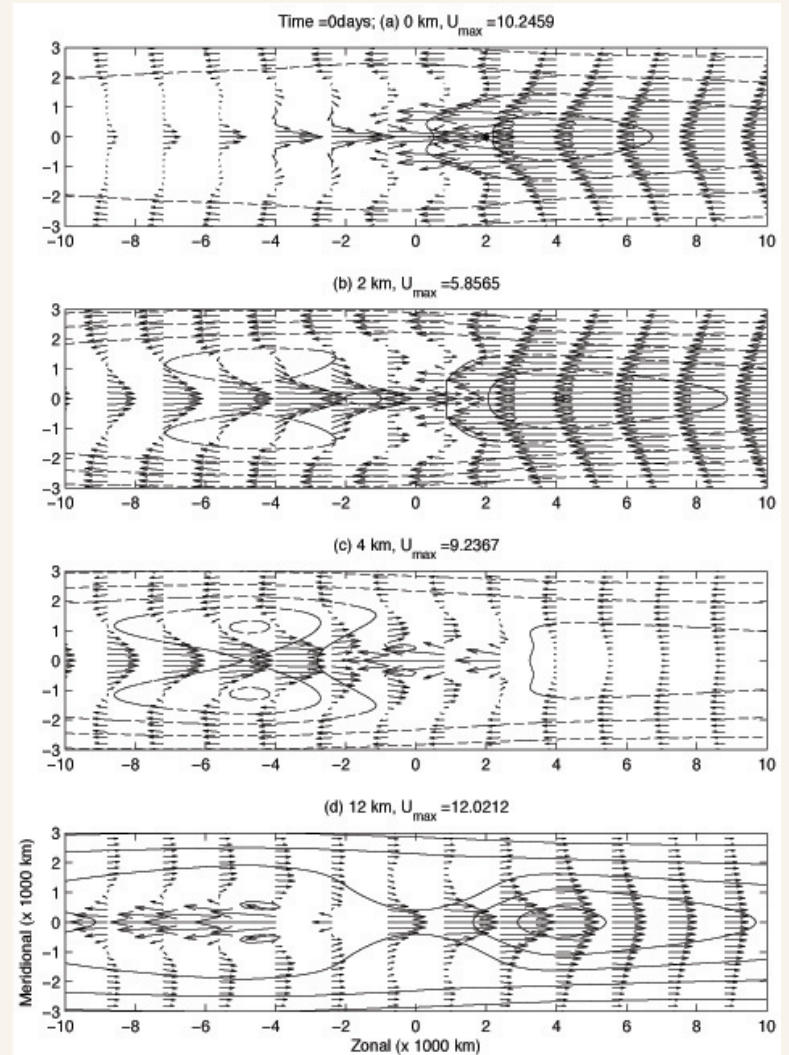 Time =0days; (a) 0 km, U_max =10.2459
3
2
1
0
−1
−2
−3
−10 −8 −6 −4 −2 0 2 4 6 8 10
(b) 2 km, U_max =5.8565
3
2
1
0
−1
−2
−3
−10 −8 −6 −4 −2 0 2 4 6 8 10
(c) 4 km, U_max =9.2367
3
2
1
0
−1
−2
−3
−10 −8 −6 −4 −2 0 2 4 6 8 10
(d) 12 km, U_max =12.0212
Meridional (x 1000 km)
3
2
1
0
−1
−2
−3
−10 −8 −6 −4 −2 0 2 4 6 8 10
Zonal (x 1000 km)